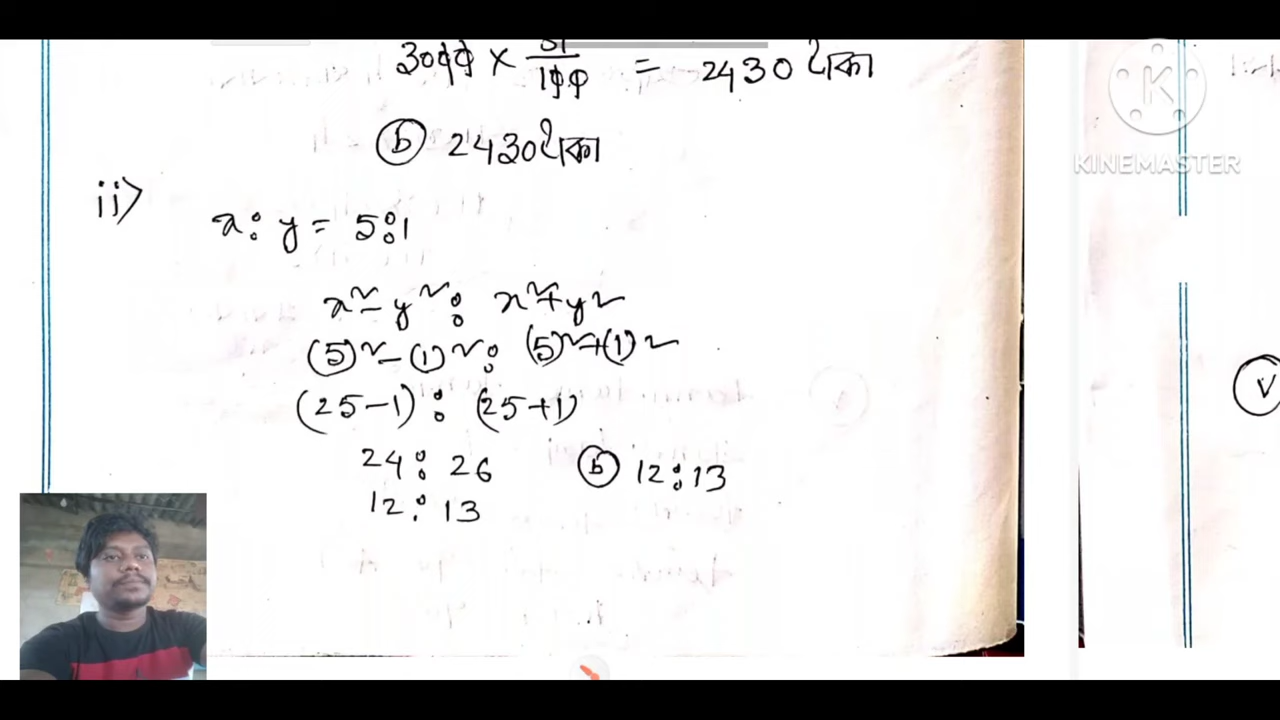 3000 × 81/100 = 2430 টাকা
(b) 2430 টাকা
ii) x : y = 5:1
x² - y² : x² + y²
(5)² - (1)² : (5)² + (1)²
(25-1) : (25+1)
24 : 26 (b) 12:13
12 : 13
KINEMASTER
V